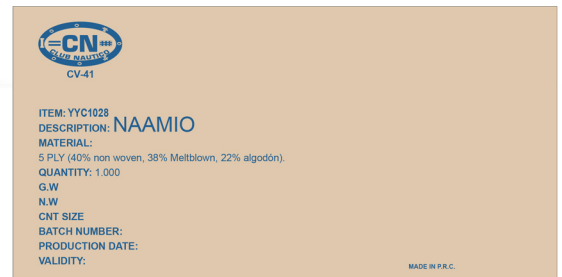 =CN=
CLUB NAUTICO
CV-41
ITEM: YYC1028
DESCRIPTION: NAAMIO
MATERIAL:
5 PLY (40% non woven, 38% Meltblown, 22% algodón).
QUANTITY: 1.000
G.W
N.W
CNT SIZE
BATCH NUMBER:
PRODUCTION DATE:
VALIDITY:
MADE IN P.R.C.